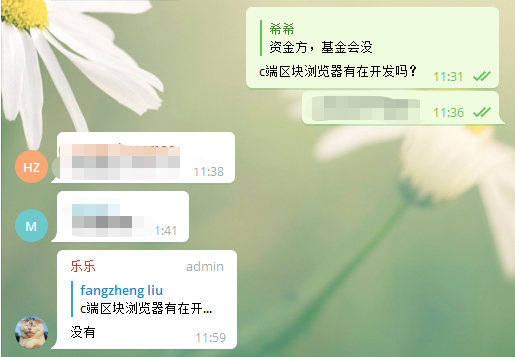 希希
资金方，基金会没
c端区块浏览器有在开发吗?
11:31
11:36
HZ
11:38
M
1:41
乐乐 admin
fangzheng liu
c端区块浏览器有在开...
没有
11:59